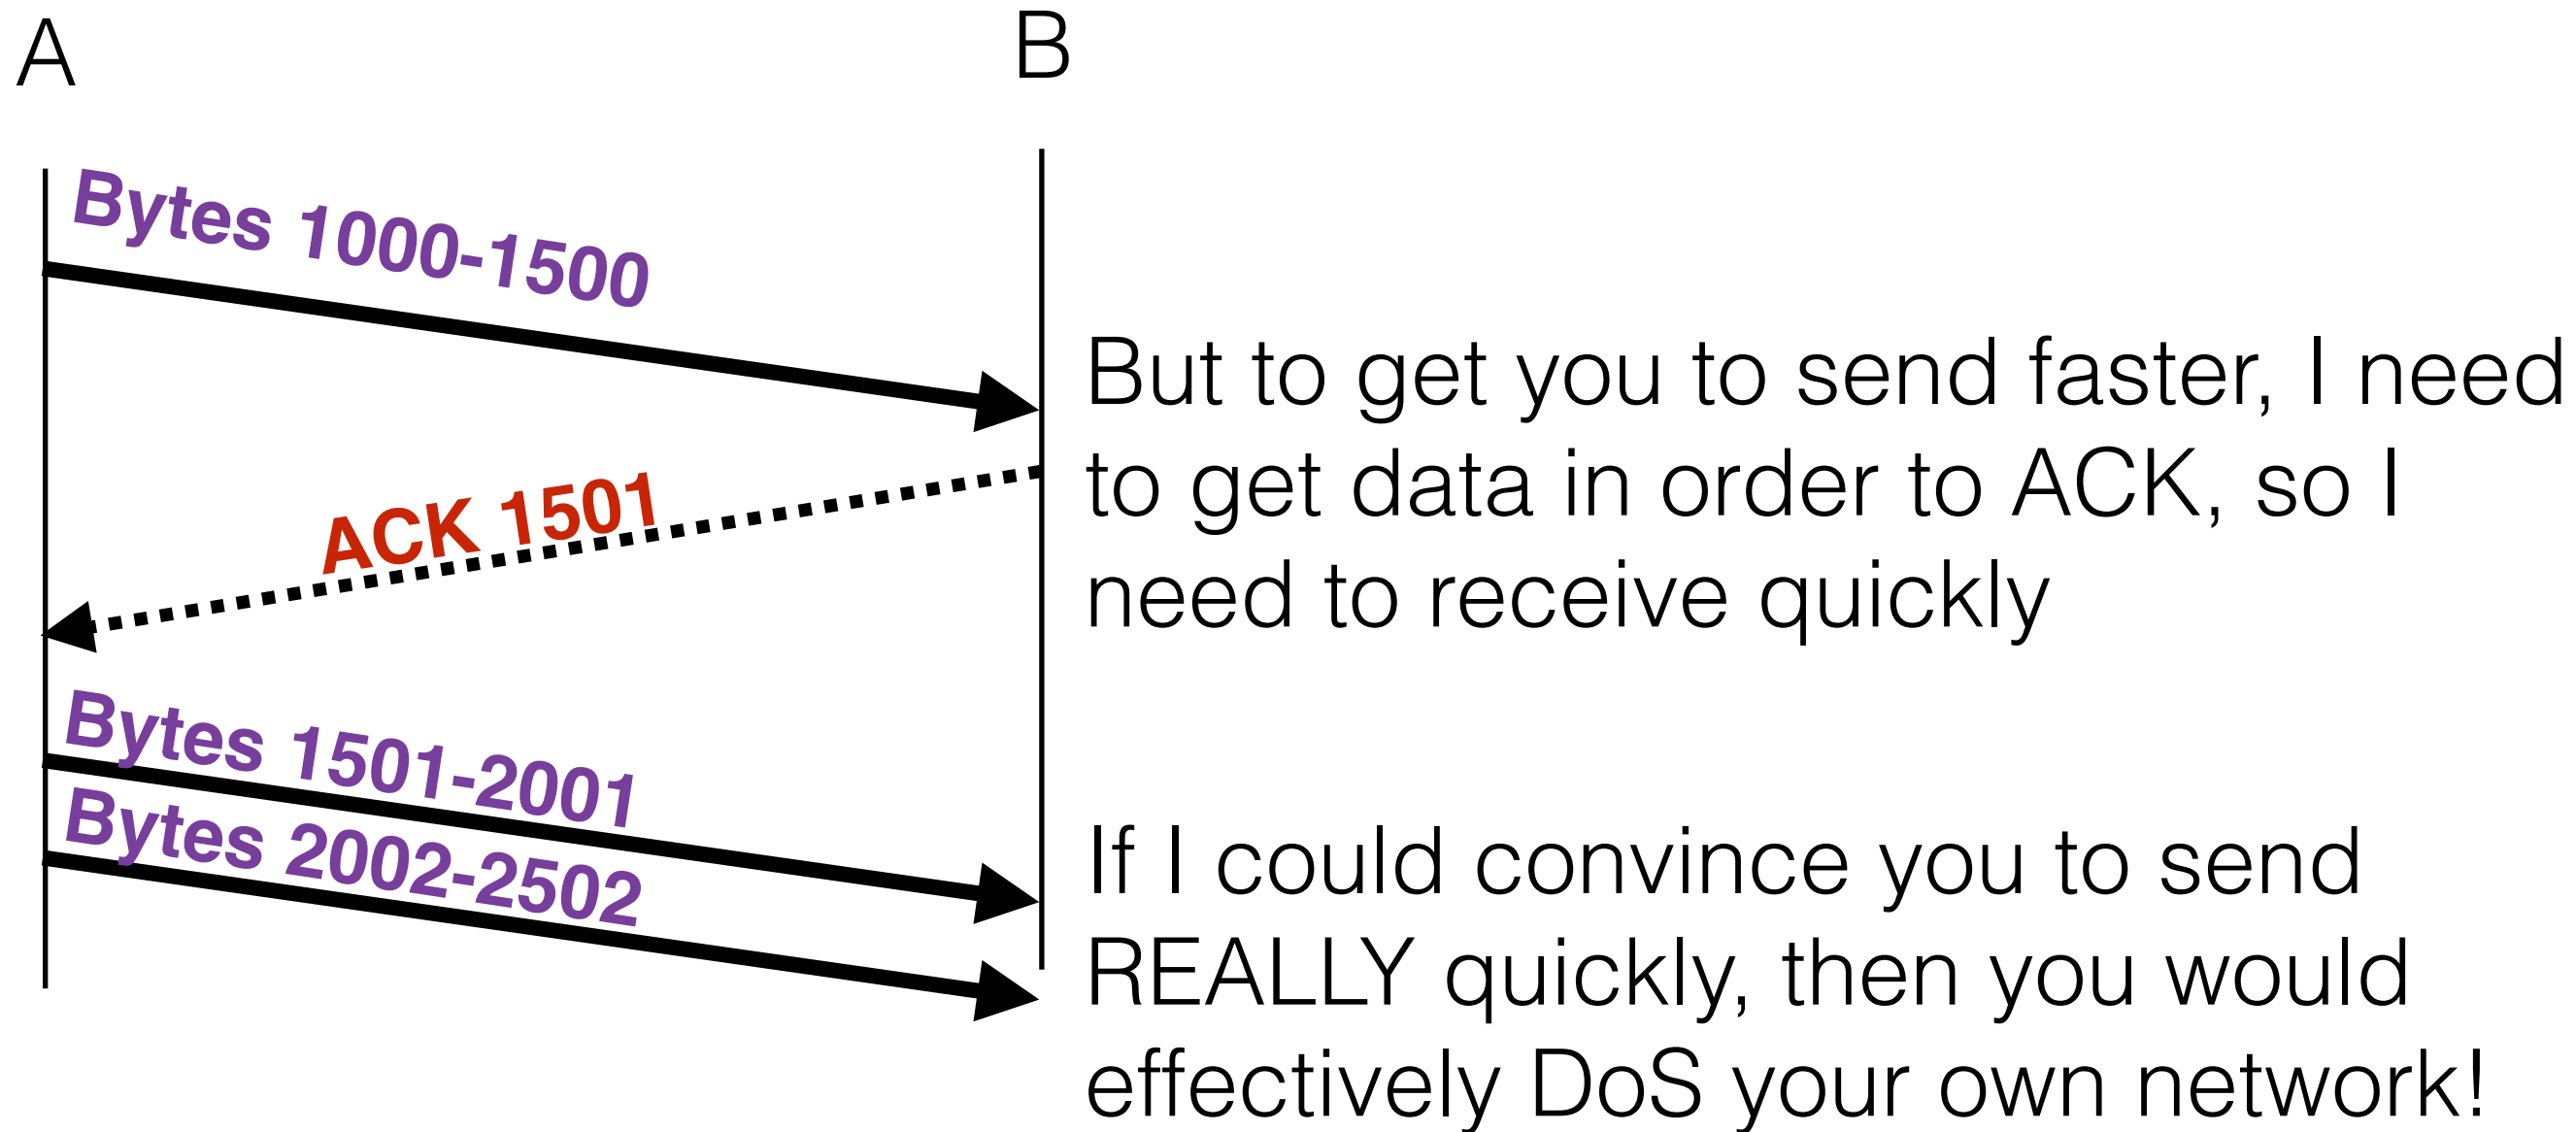 A
B
Bytes 1000-1500
But to get you to send faster, I need
to get data in order to ACK, so I
need to receive quickly
ACK 1501
Bytes 1501-2001
Bytes 2002-2502
If I could convince you to send
REALLY quickly, then you would
effectively DoS your own network!